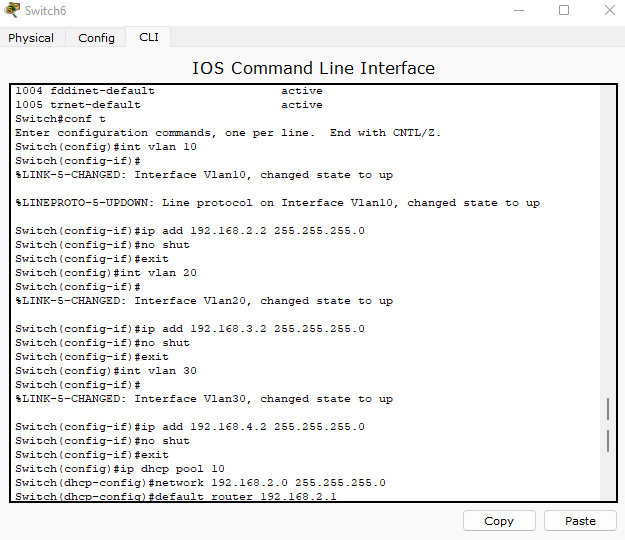 Switch6
Physical Config CLI
IOS Command Line Interface
1004 fddinet-default active
1005 trnet-default active
Switch#conf t
Enter configuration commands, one per line. End with CNTL/Z.
Switch(config)#int vlan 10
Switch(config-if)#
%LINK-5-CHANGED: Interface Vlan10, changed state to up
%LINEPROTO-5-UPDOWN: Line protocol on Interface Vlan10, changed state to up
Switch(config-if)#ip add 192.168.2.2 255.255.255.0
Switch(config-if)#no shut
Switch(config-if)#exit
Switch(config)#int vlan 20
Switch(config-if)#
%LINK-5-CHANGED: Interface Vlan20, changed state to up
Switch(config-if)#ip add 192.168.3.2 255.255.255.0
Switch(config-if)#no shut
Switch(config-if)#exit
Switch(config)#int vlan 30
Switch(config-if)#
%LINK-5-CHANGED: Interface Vlan30, changed state to up
Switch(config-if)#ip add 192.168.4.2 255.255.255.0
Switch(config-if)#no shut
Switch(config-if)#exit
Switch(config)#ip dhcp pool 10
Switch(dhcp-config)#network 192.168.2.0 255.255.255.0
Switch(dhcp-config)#default router 192.168.2.1
Copy Paste